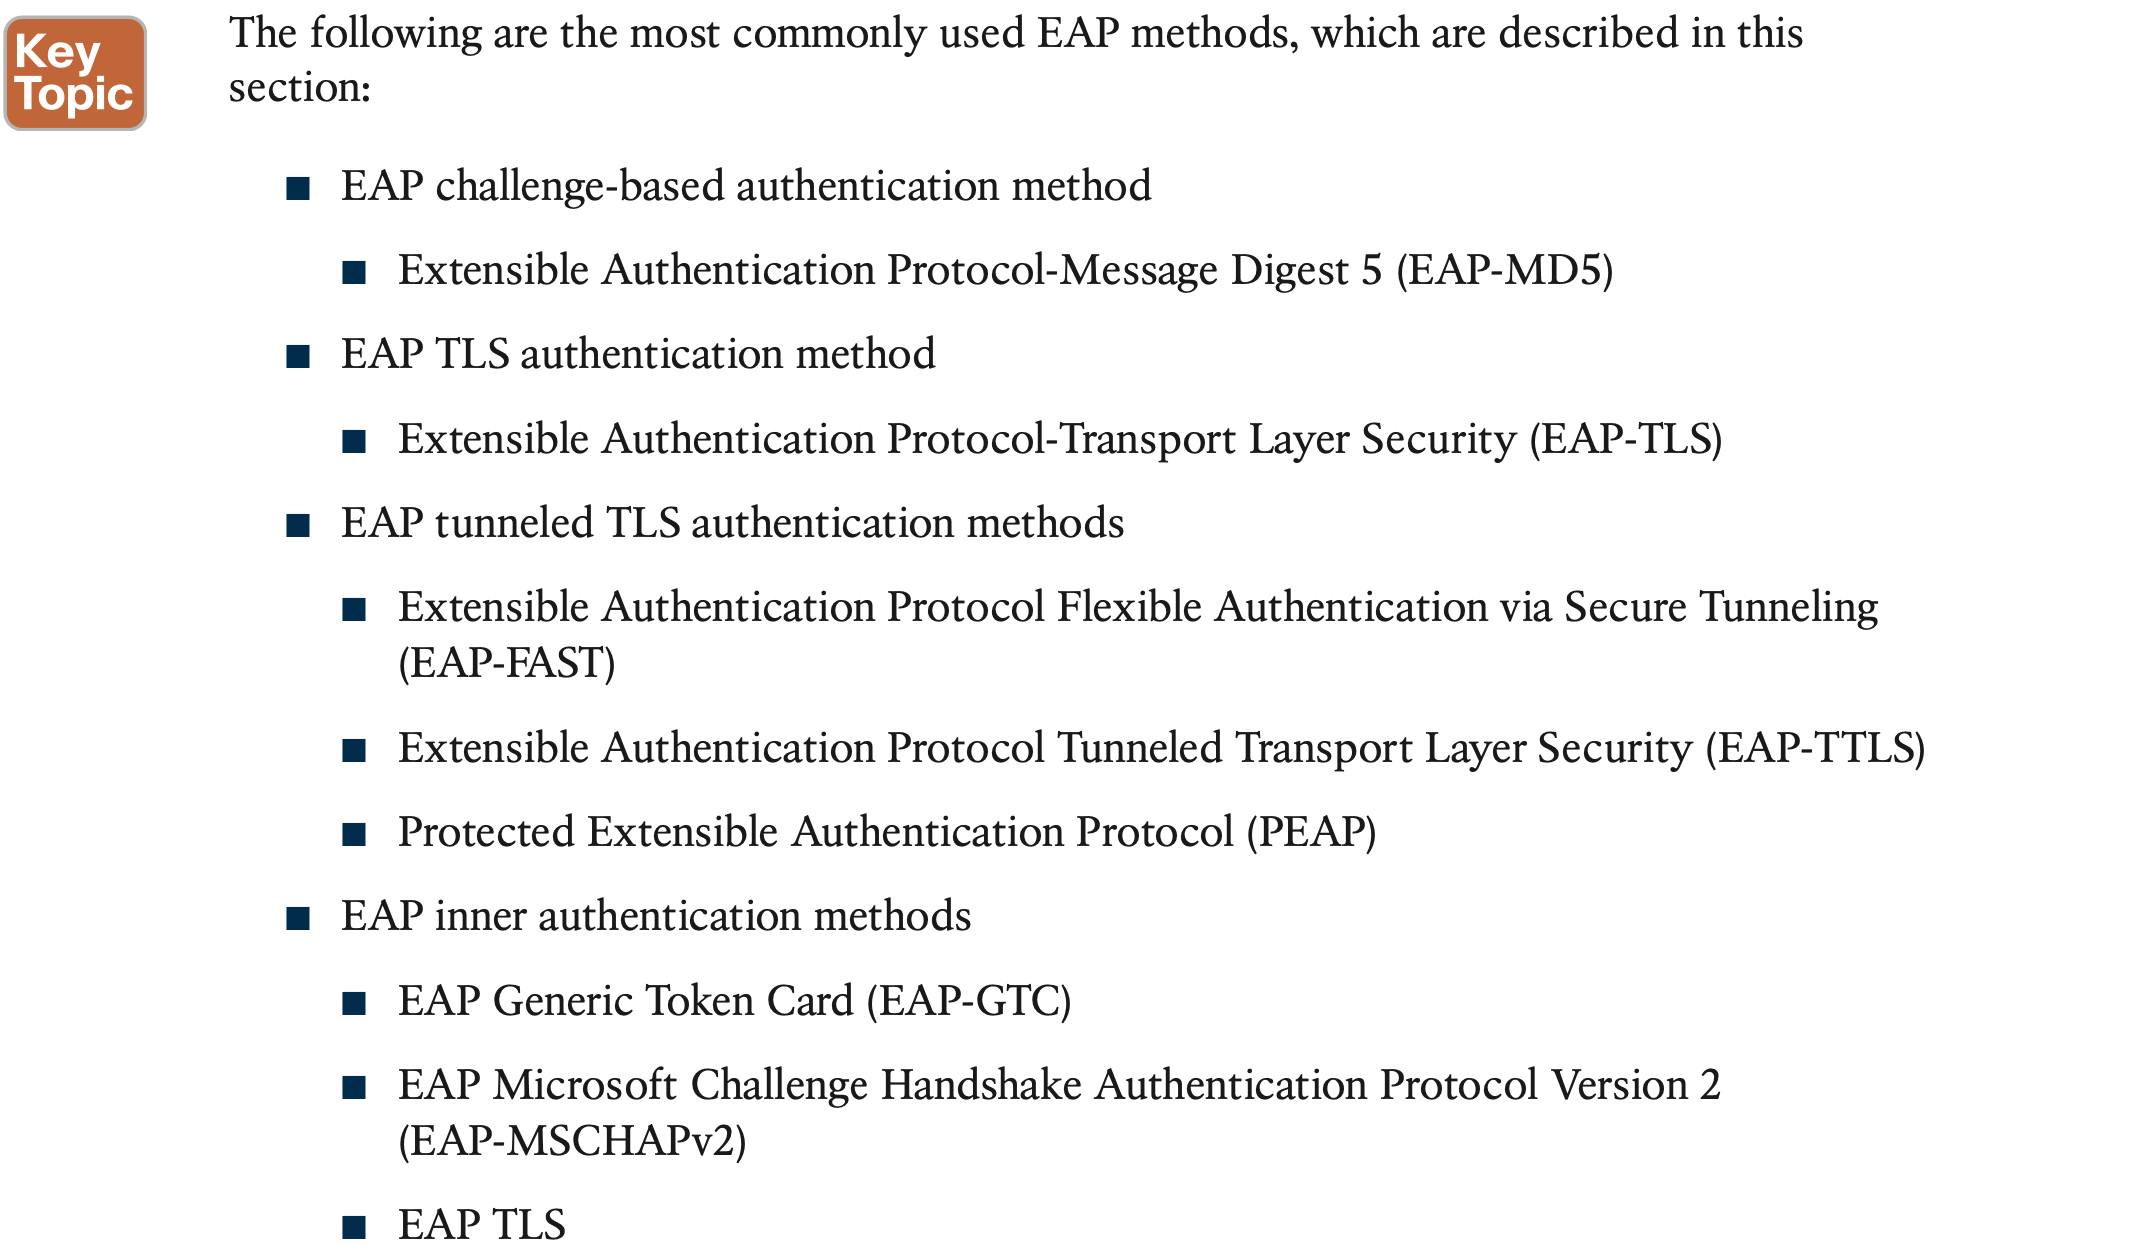 Key
Topic
The following are the most commonly used EAP methods, which are described in this
section:
■ EAP challenge-based authentication method
■ Extensible Authentication Protocol-Message Digest 5 (EAP-MD5)
■ EAP TLS authentication method
■ Extensible Authentication Protocol-Transport Layer Security (EAP-TLS)
■ EAP tunneled TLS authentication methods
■ Extensible Authentication Protocol Flexible Authentication via Secure Tunneling
(EAP-FAST)
■ Extensible Authentication Protocol Tunneled Transport Layer Security (EAP-TTLS)
■ Protected Extensible Authentication Protocol (PEAP)
■ EAP inner authentication methods
■ EAP Generic Token Card (EAP-GTC)
■ EAP Microsoft Challenge Handshake Authentication Protocol Version 2
(EAP-MSCHAPv2)
■ EAP TLS